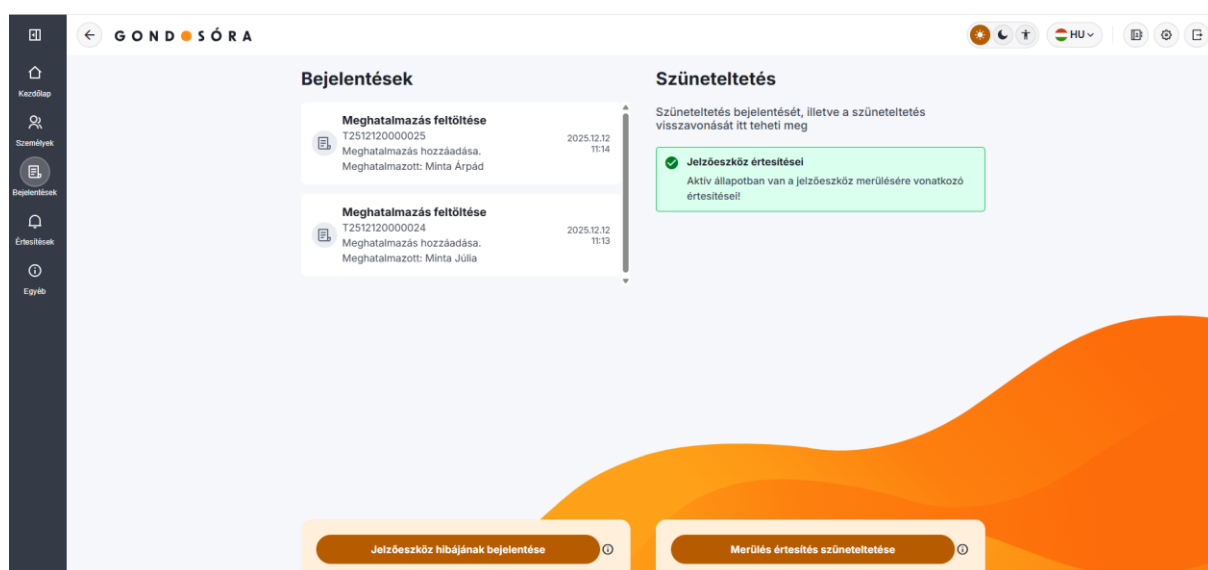 GONDOSÓRA
HU
Kezdőlap
Személyek
Bejelentések
Értesítések
Egyéb
Bejelentések
Meghatalmazás feltöltése
T2512120000025
Meghatalmazás hozzáadása.
Meghatalmazott: Minta Árpád
2025.12.12
11:14
Meghatalmazás feltöltése
T2512120000024
Meghatalmazás hozzáadása.
Meghatalmazott: Minta Júlia
2025.12.12
11:13
Jelzőeszköz hibájának bejelentése
Szüneteltetés
Szüneteltetés bejelentését, illetve a szüneteltetés
visszavonását itt teheti meg
Jelzőeszköz értesítései
Aktív állapotban van a jelzőeszköz merülésére vonatkozó
értesítései!
Merülés értesítés szüneteltetése